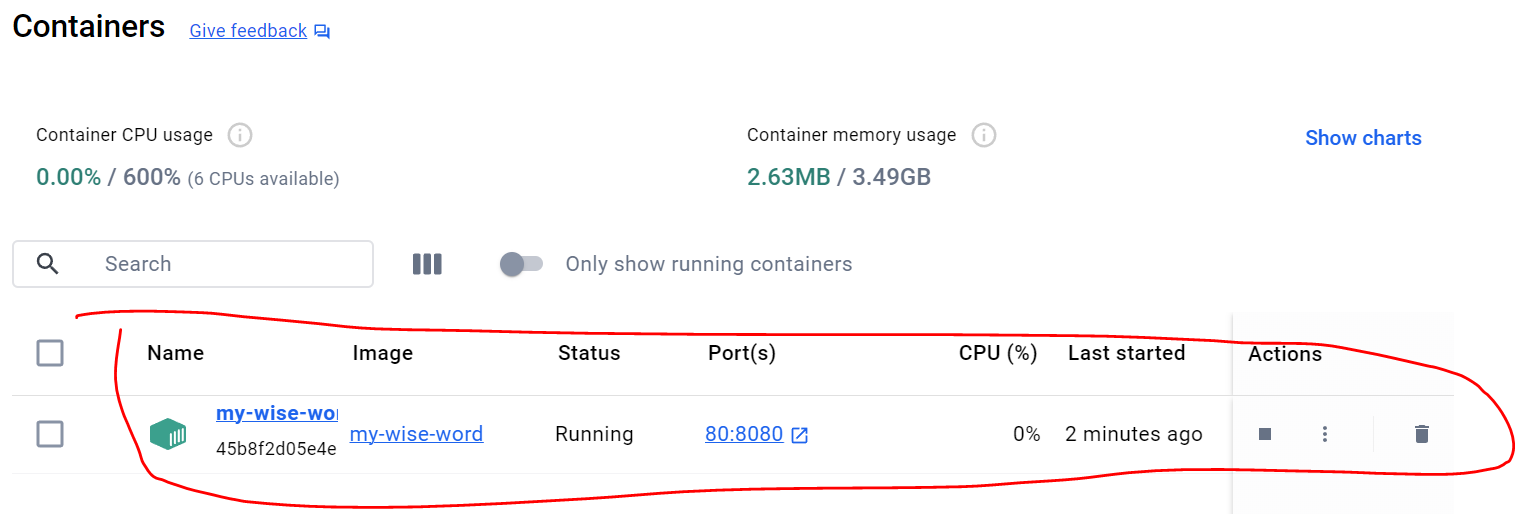 Containers Give feedback
Container CPU usage Container memory usage Show charts
0.00% / 600% (6 CPUs available) 2.63MB / 3.49GB
Search Only show running containers
Name Image Status Port(s) CPU (%) Last started Actions
my-wise-wo
45b8f2d05e4e
my-wise-word Running 80:8080 0% 2 minutes ago